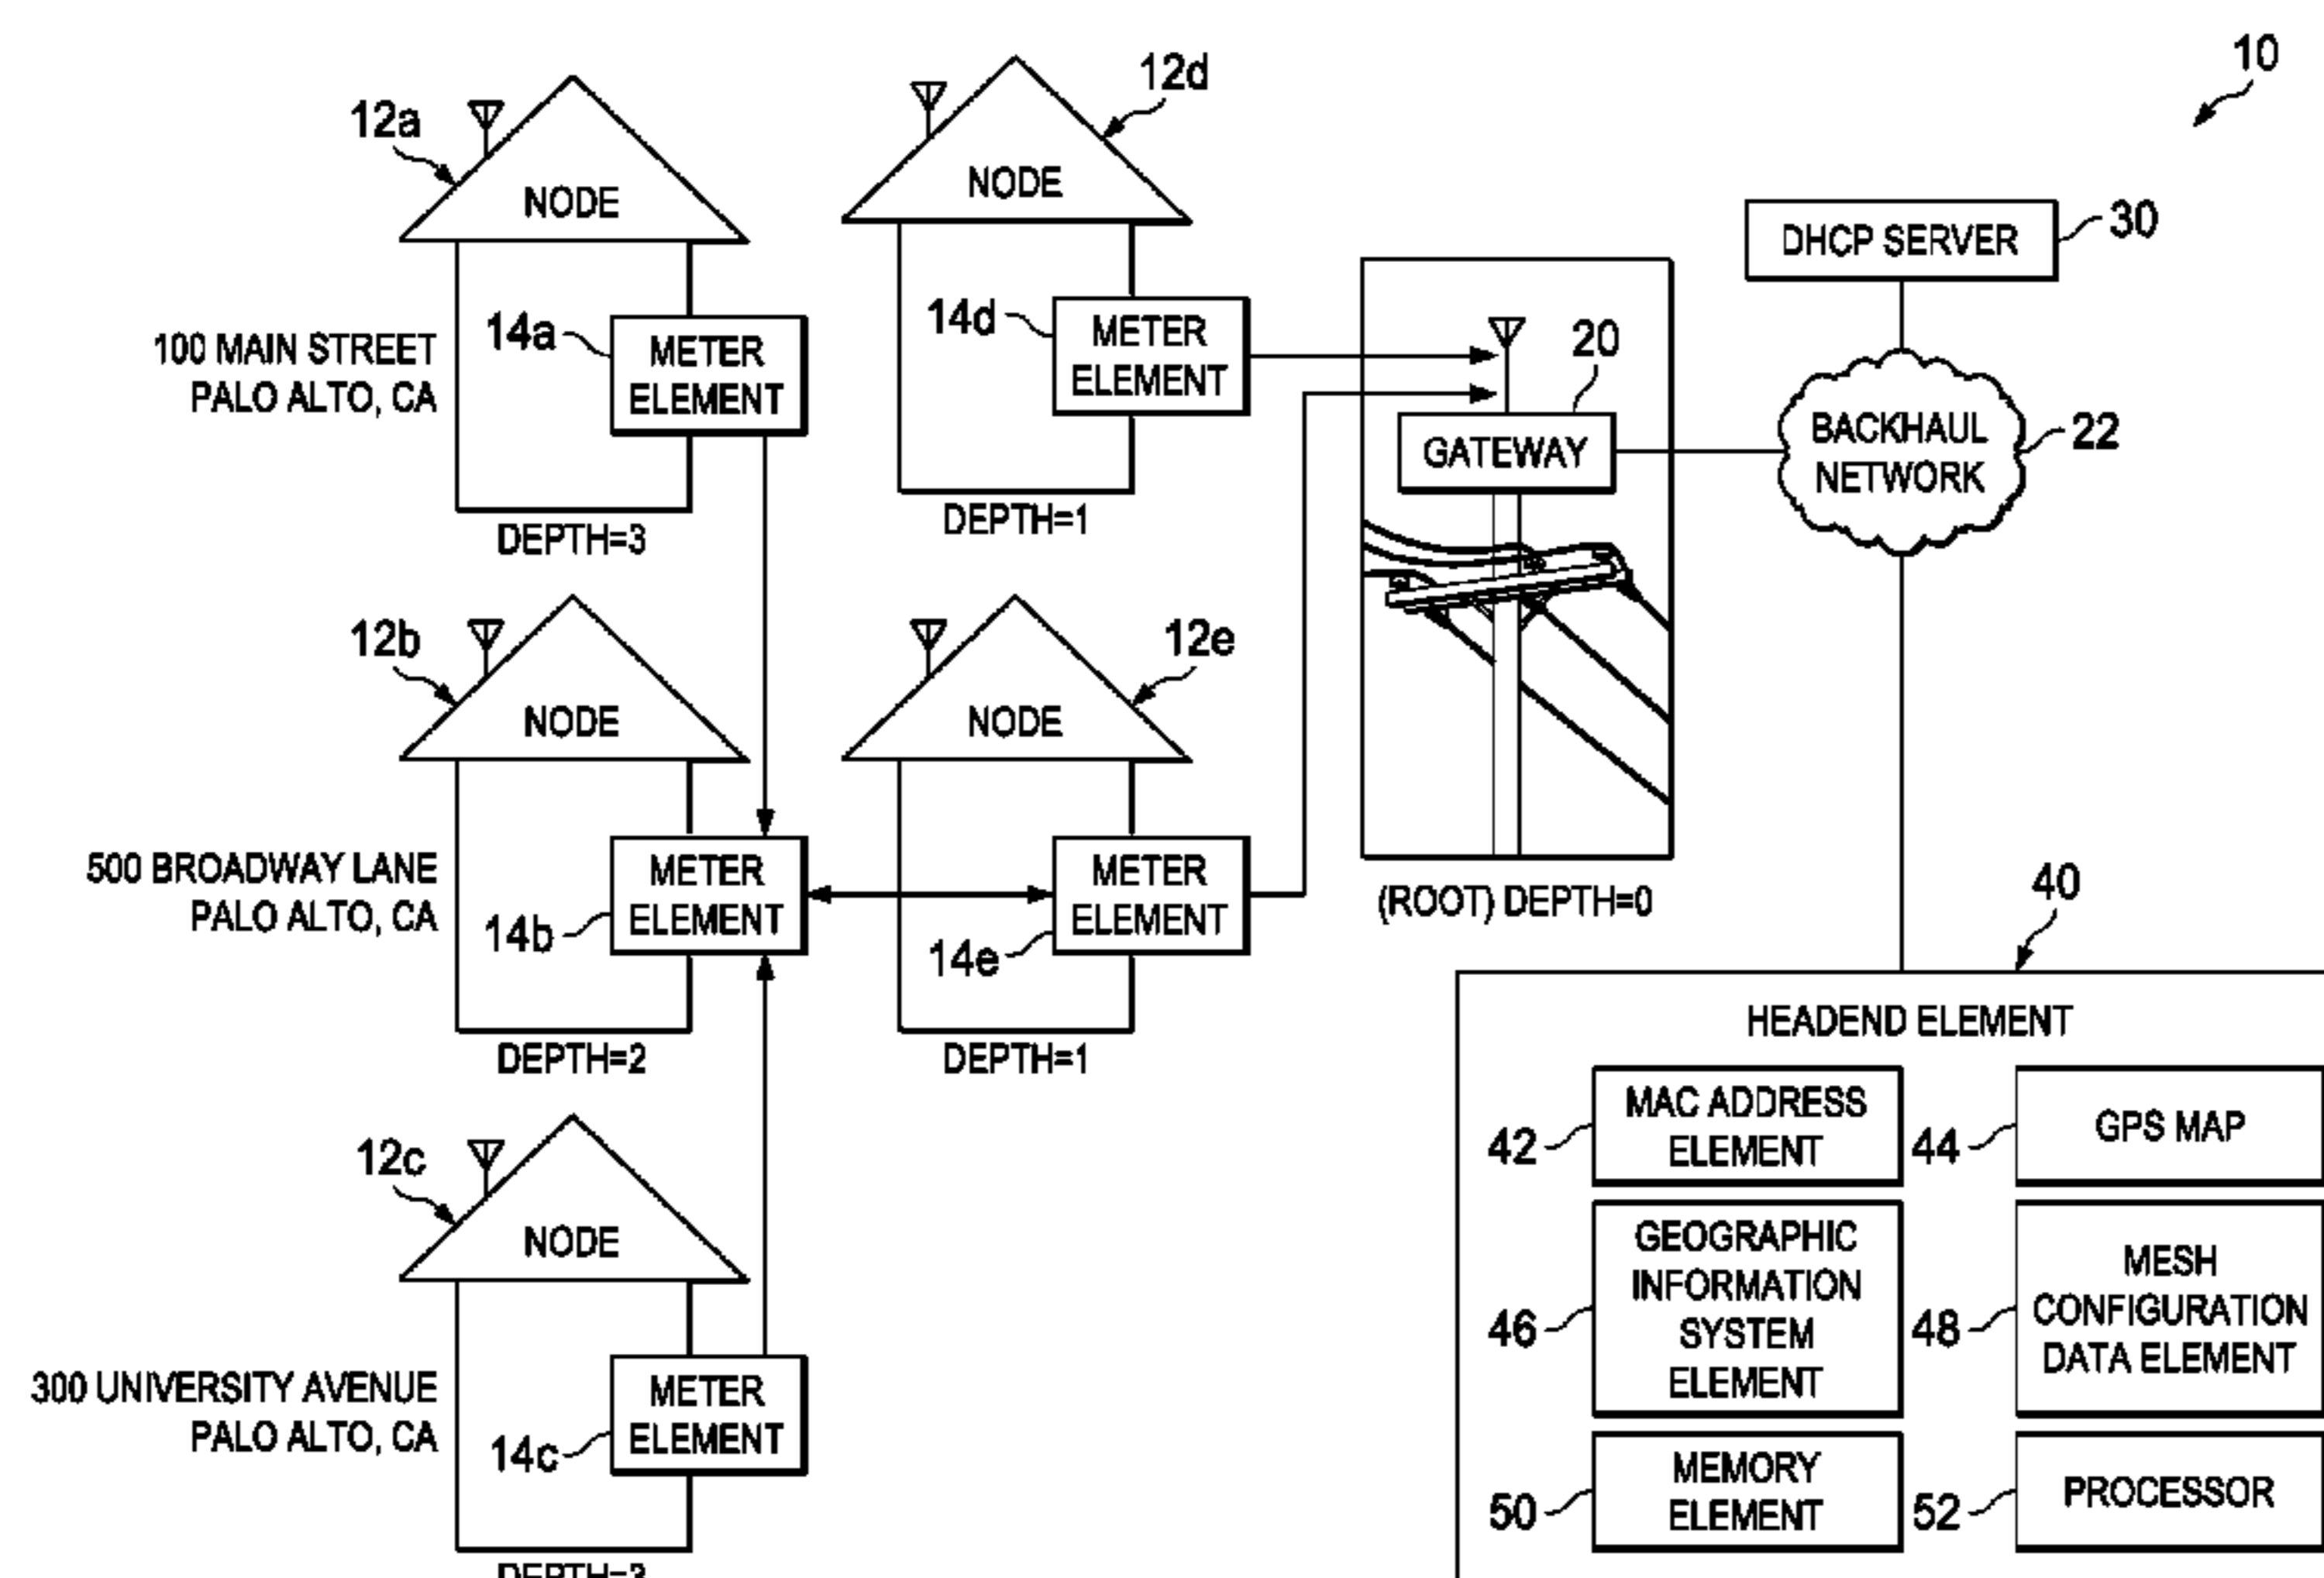 10
12a
NODE
12d
NODE
DHCP SERVER
30
100 MAIN STREET
PALO ALTO, CA
14a
METER
ELEMENT
14d
METER
ELEMENT
20
GATEWAY
BACKHAUL
NETWORK
22
DEPTH=3
DEPTH=1
12b
NODE
12e
NODE
500 BROADWAY LANE
PALO ALTO, CA
14b
METER
ELEMENT
14e
METER
ELEMENT
(ROOT) DEPTH=0
40
DEPTH=2
DEPTH=1
HEADEND ELEMENT
42
MAC ADDRESS
ELEMENT
44
GPS MAP
12c
NODE
46
GEOGRAPHIC
INFORMATION
SYSTEM
ELEMENT
48
MESH
CONFIGURATION
DATA ELEMENT
300 UNIVERSITY AVENUE
PALO ALTO, CA
14c
METER
ELEMENT
50
MEMORY
ELEMENT
52
PROCESSOR
DEPTH=3